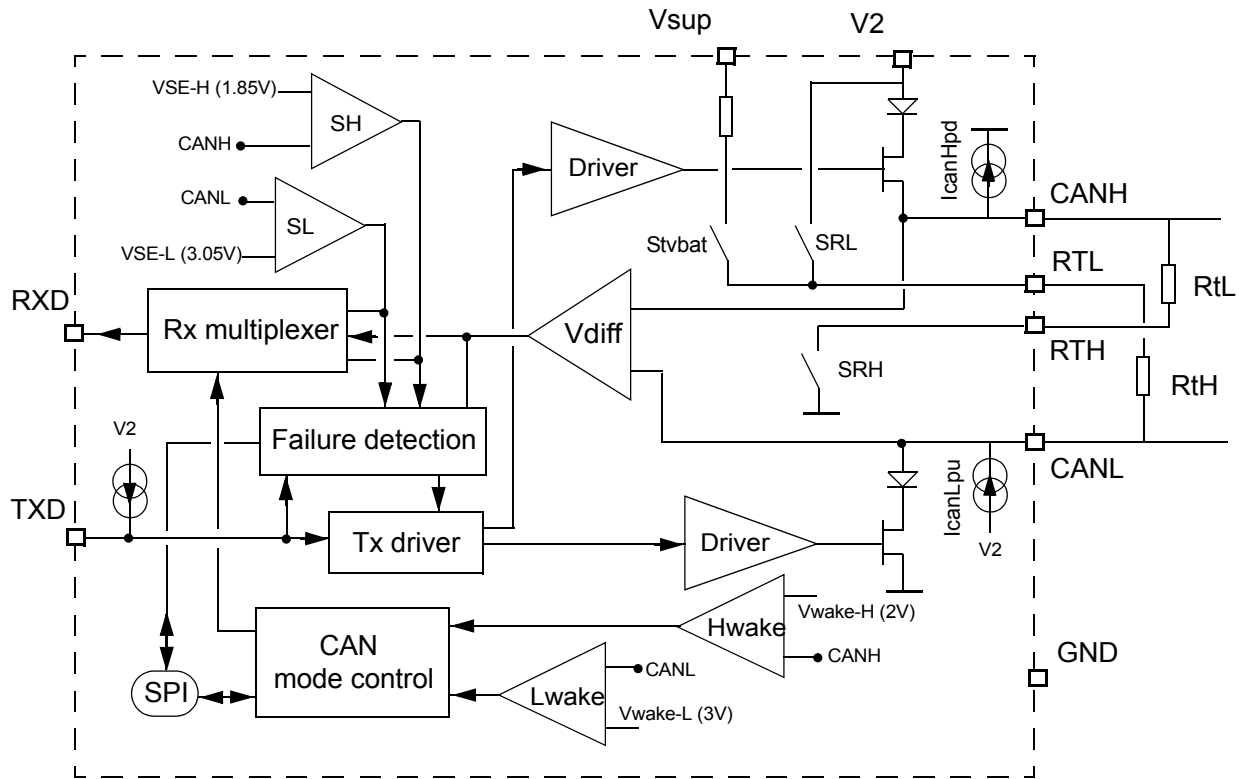 Vsup
V2
VSE-H (1.85V)
SH
CANH
CANL
SL
VSE-L (3.05V)
Driver
IcanHpd
CANH
Stvbat
SRL
RTL
RtL
RXD
Rx multiplexer
Vdiff
RTH
SRH
RtH
V2
Failure detection
CANL
IcanLpu
TXD
Tx driver
Driver
V2
CAN
mode control
Hwake
Vwake-H (2V)
CANH
GND
SPI
Lwake
CANL
Vwake-L (3V)